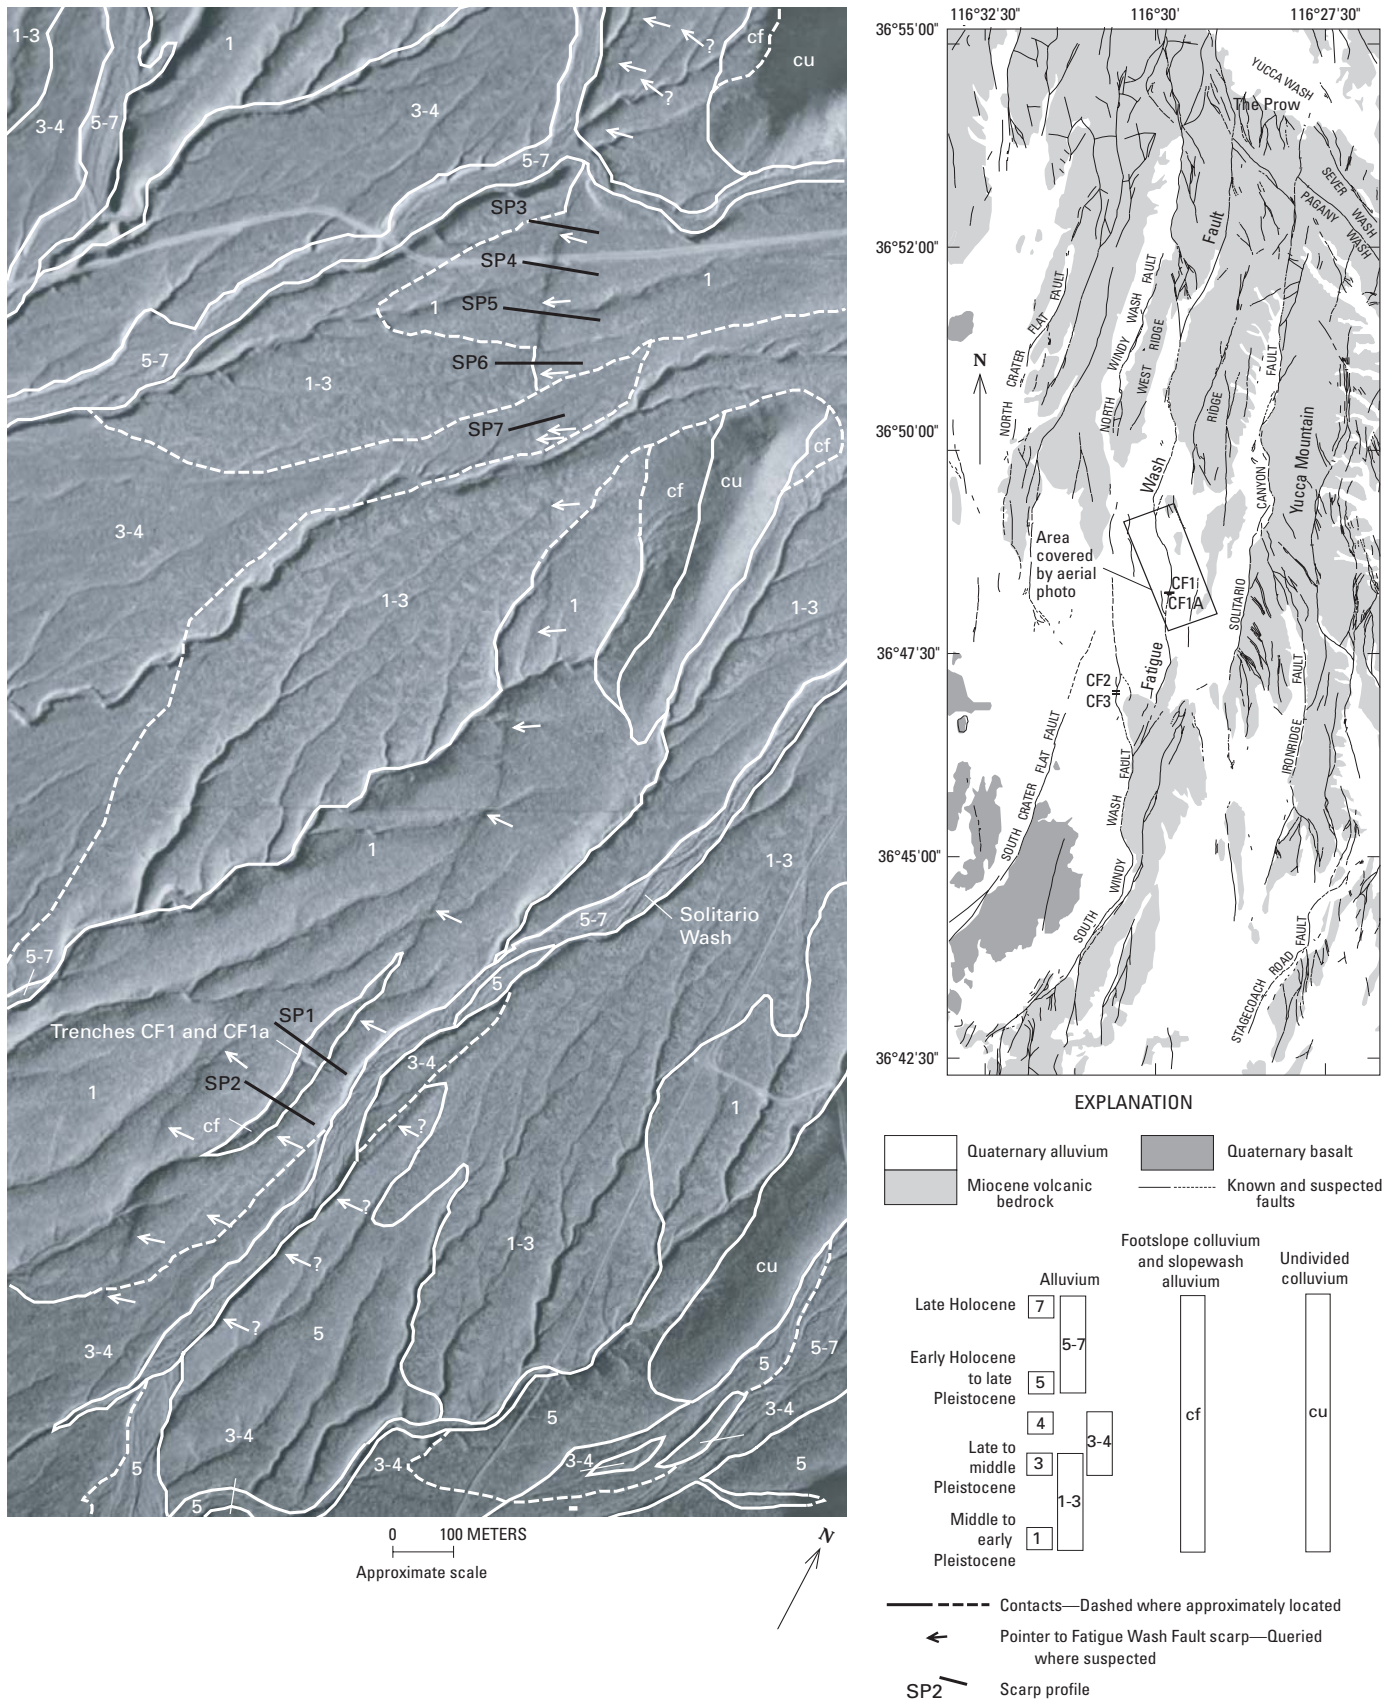 1-3
1
3-4
5-7
3-4
?
cf
cu
?
5-7
SP3
SP4
1
SP5
1
SP6
5-7
1-3
SP7
cf
cu
cf
3-4
1-3
1
1-3
1
1-3
5-7
Solitario
Wash
5-7
5
SP1
Trenches CF1 and CF1a
3-4
SP2
1
1
cf
?
?
1-3
?
cu
?
5
3-4
5-7
5
3-4
5
3-4
5
3-4
3-4
5
5
0 100 METERS
Approximate scale
N
116°32'30" 116°30' 116°27'30"
36°55'00"
36°52'00"
36°50'00"
36°47'30"
36°45'00"
36°42'30"
YUCCA WASH
The Prow
SEVER WASH
PAGANY WASH
Fault
NORTH CRATER FLAT FAULT
NORTH WINDY WASH FAULT
WEST RIDGE
RIDGE
FAULT
N
Wash
CANYON
Yucca Mountain
Area
covered
by aerial
photo
CF1
CF1A
SOLITARIO
Fatigue
CF2
CF3
FAULT
IRONRIDGE
SOUTH CRATER FLAT FAULT
SOUTH WINDY WASH FAULT
STAGECOACH ROAD FAULT
EXPLANATION
Quaternary alluvium
Quaternary basalt
Miocene volcanic
bedrock
Known and suspected
faults
Footslope colluvium
and slopewash
alluvium
Undivided
colluvium
Alluvium
Late Holocene
7
5-7
Early Holocene
to late
Pleistocene
5
4
3-4
cf
cu
Late to
middle
Pleistocene
3
1-3
Middle to
early
Pleistocene
1
Contacts—Dashed where approximately located
Pointer to Fatigue Wash Fault scarp—Queried
where suspected
SP2
Scarp profile